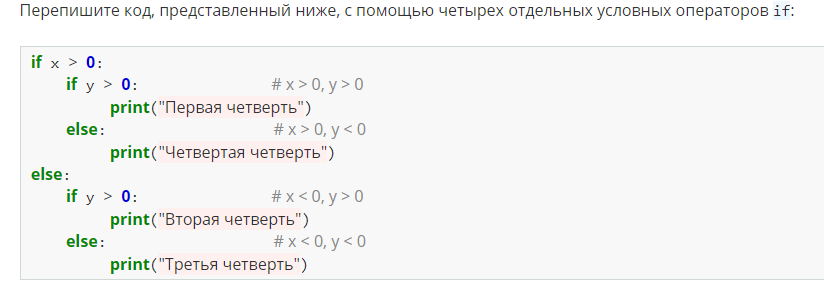 Перепишите код, представленный ниже, с помощью четырех отдельных условных операторов if:
if x > 0:
    if y > 0:               # x > 0, y > 0
        print("Первая четверть")
    else:                   # x > 0, y < 0
        print("Четвертая четверть")
else:
    if y > 0:               # x < 0, y > 0
        print("Вторая четверть")
    else:                   # x < 0, y < 0
        print("Третья четверть")